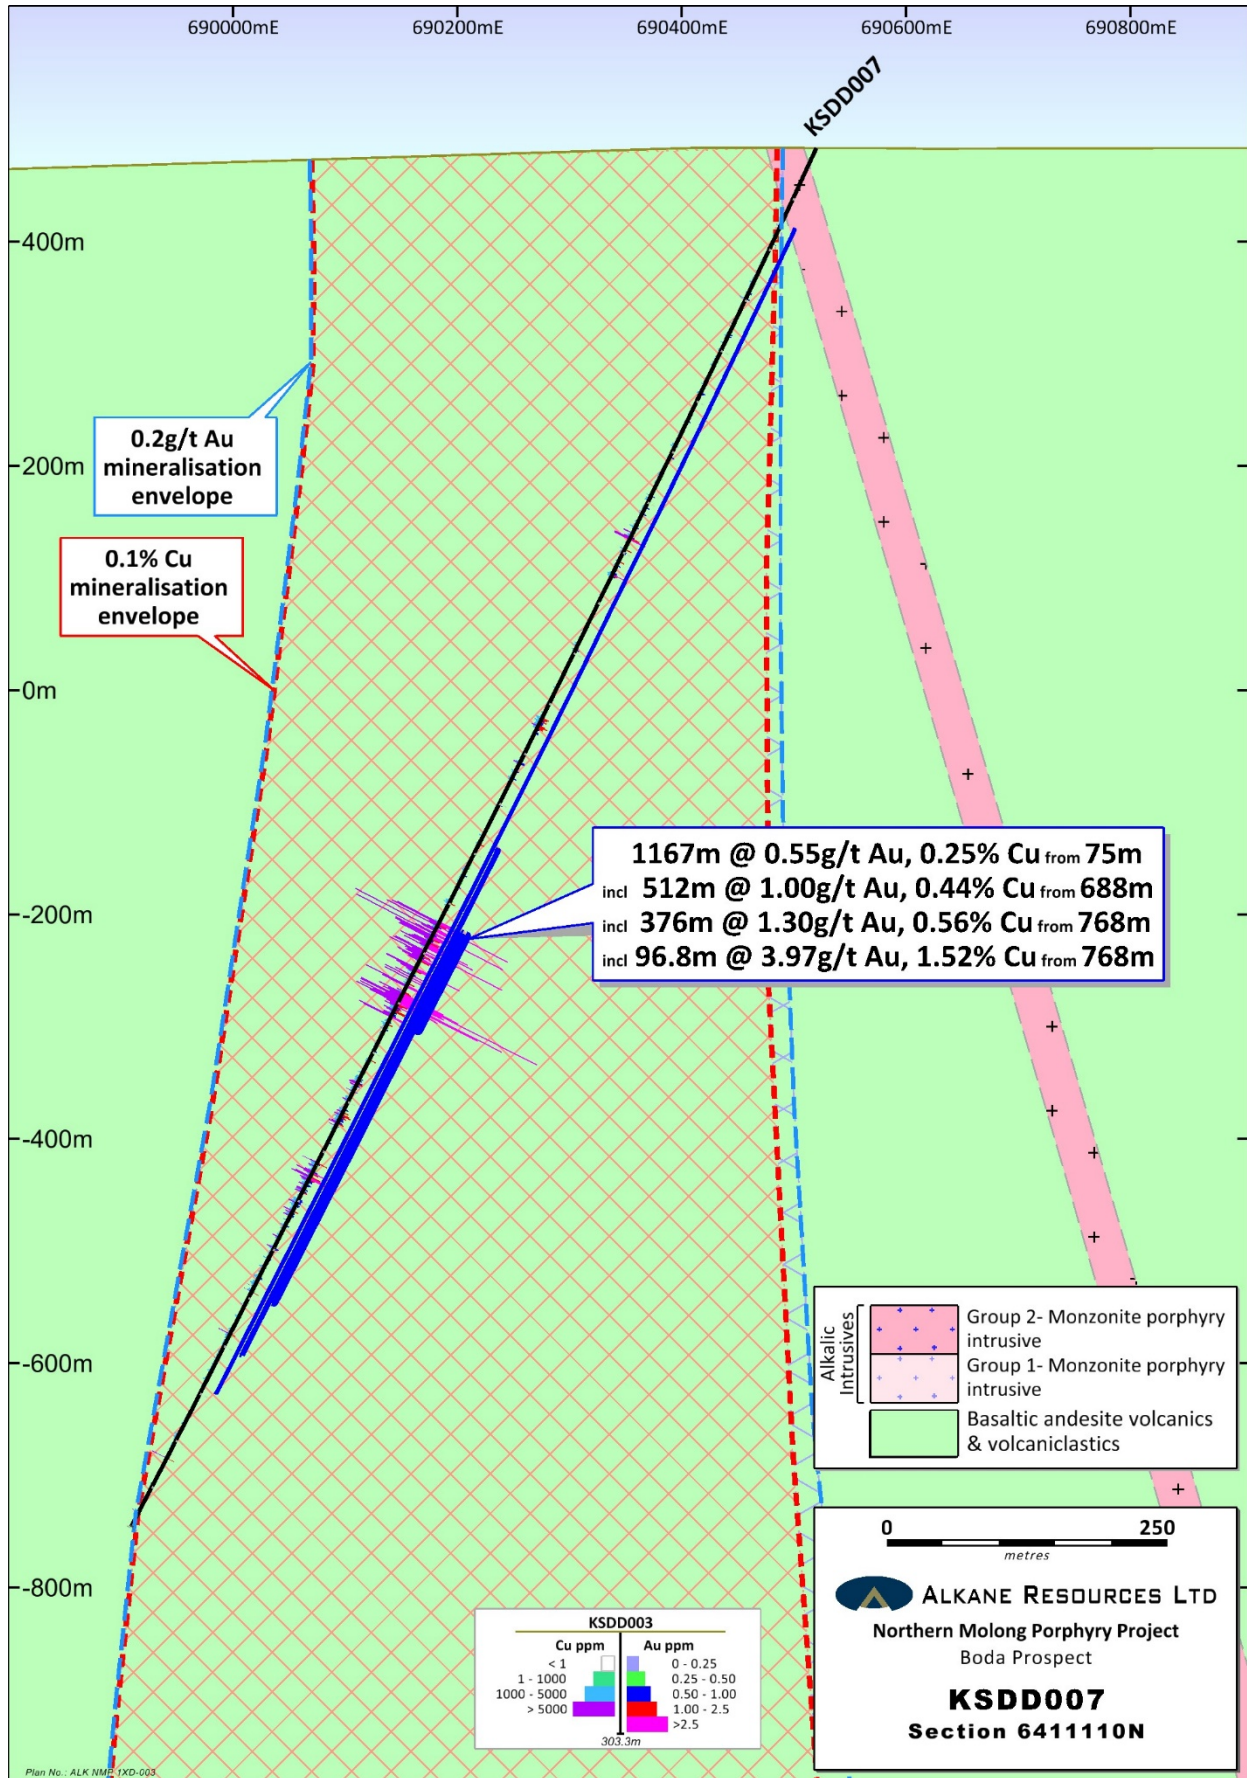 690000mE
690200mE
690400mE
690600mE
690800mE
KSDD007
400m
200m
0m
-200m
-400m
-600m
-800m
0.2g/t Au
mineralisation
envelope
0.1% Cu
mineralisation
envelope
1167m @ 0.55g/t Au, 0.25% Cu from 75m
incl 512m @ 1.00g/t Au, 0.44% Cu from 688m
incl 376m @ 1.30g/t Au, 0.56% Cu from 768m
incl 96.8m @ 3.97g/t Au, 1.52% Cu from 768m
Alkalic
Intrusives
Group 2- Monzonite porphyry
intrusive
Group 1- Monzonite porphyry
intrusive
Basaltic andesite volcanics
& volcaniclastics
0 250
metres
ALKANE RESOURCES LTD
Northern Molong Porphyry Project
Boda Prospect
KSDD007
Section 6411110N
KSDD003
Cu ppm Au ppm
< 1 0 - 0.25
1 - 1000 0.25 - 0.50
1000 - 5000 0.50 - 1.00
> 5000 1.00 - 2.5
>2.5
303.3m
Plan No.: ALK NMP 1XD-003